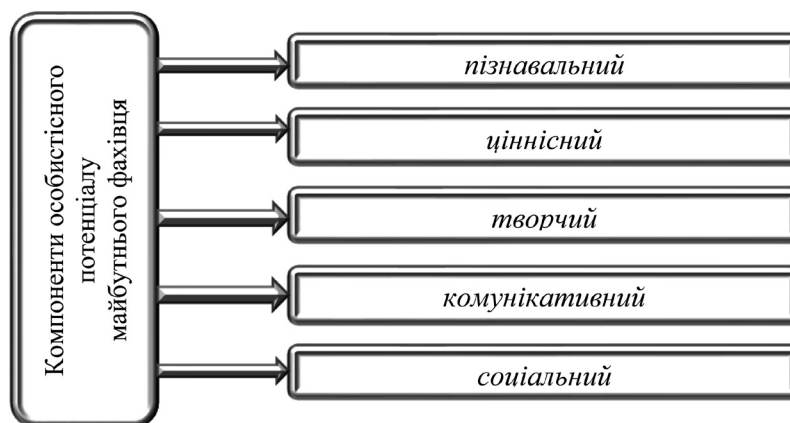 Компоненти особистісного
потенціалу
майбутнього фахівця
пізнавальний
ціннісний
творчий
комунікативний
соціальний